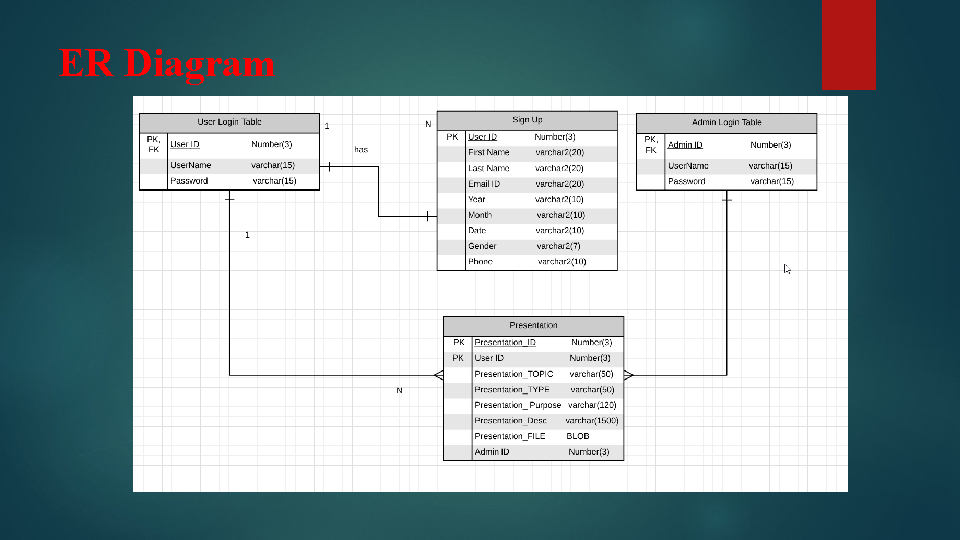 ER Diagram
User Login Table
PK, FK User ID Number(3)
UserName varchar(15)
Password varchar(15)
1
has
N
Sign Up
PK User ID Number(3)
First Name varchar2(20)
Last Name varchar2(20)
Email ID varchar2(20)
Year varchar2(10)
Month varchar2(10)
Date varchar2(10)
Gender varchar2(7)
Phone varchar2(10)
Admin Login Table
PK, FK Admin ID Number(3)
UserName varchar(15)
Password varchar(15)
1
N
Presentation
PK Presentation_ID Number(3)
PK User ID Number(3)
Presentation_TOPIC varchar(50)
Presentation_TYPE varchar(50)
Presentation_Purpose varchar(120)
Presentation_Desc varchar(1500)
Presentation_FILE BLOB
Admin ID Number(3)